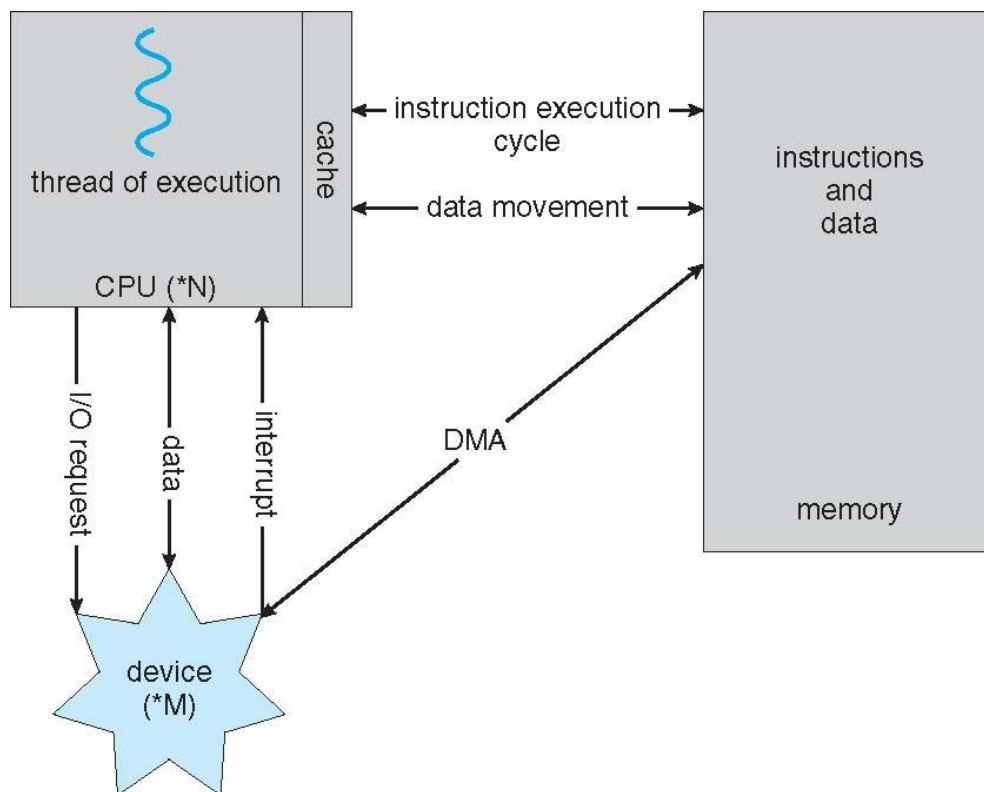 thread of execution
CPU (*N)
cache
instruction execution
cycle
data movement
instructions
and
data
memory
I/O request
data
interrupt
DMA
device
(*M)